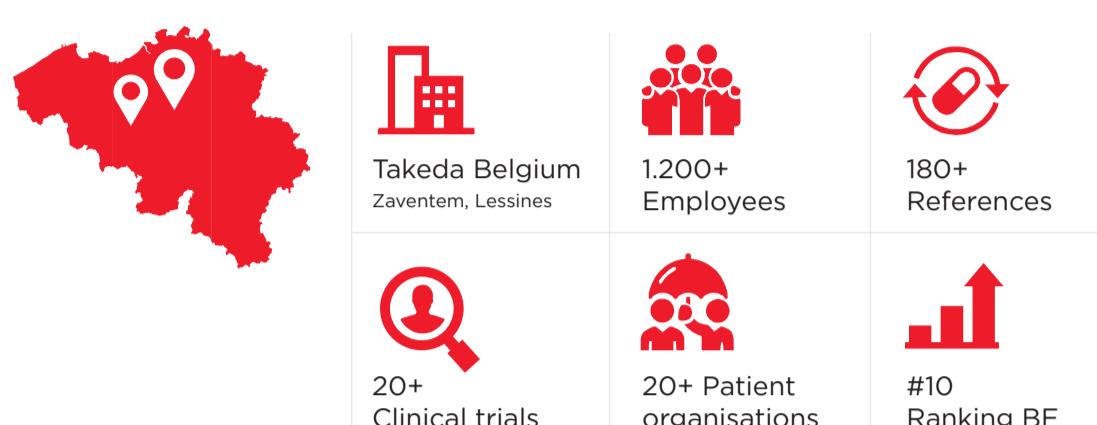 Takeda Belgium
Zaventem, Lessines
1.200+
Employees
180+
References
20+
Clinical trials
20+ Patient
organisations
#10
Ranking BE